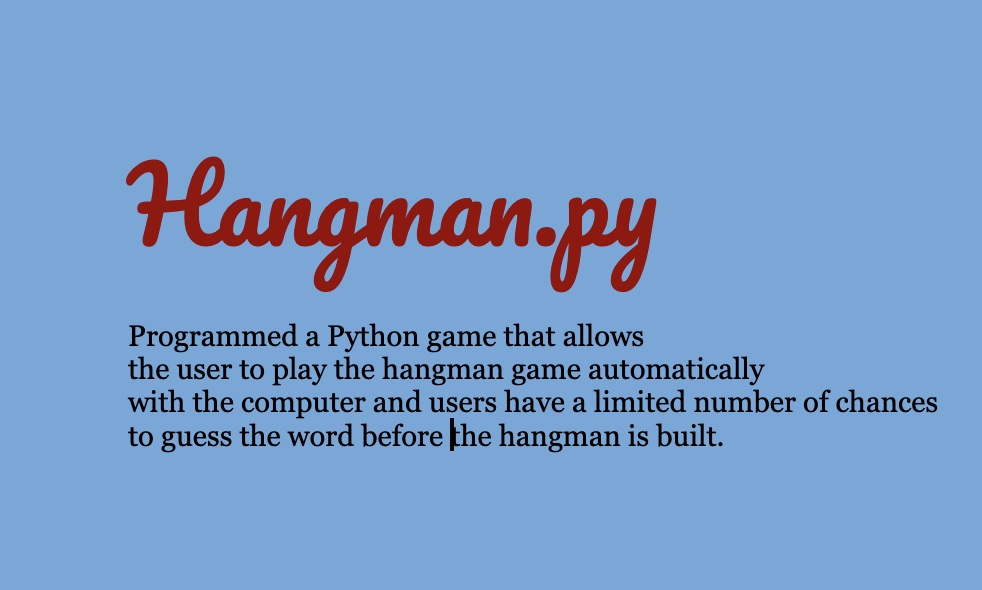 Hangman.py
Programmed a Python game that allows
the user to play the hangman game automatically
with the computer and users have a limited number of chances
to guess the word before the hangman is built.